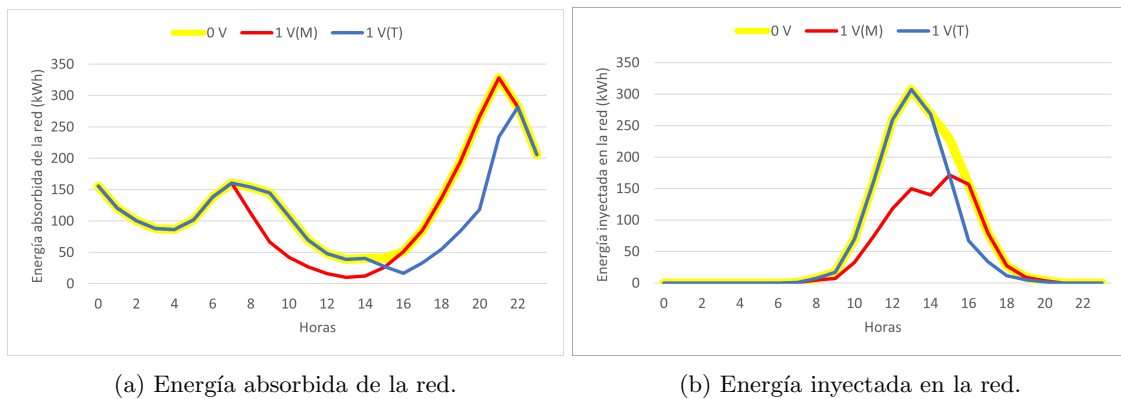 0 V 1 V(M) 1 V(T)
Energía absorbida de la red (kWh)
350
300
250
200
150
100
50
0
0 2 4 6 8 10 12 14 16 18 20 22
Horas
(a) Energía absorbida de la red.
0 V 1 V(M) 1 V(T)
Energía inyectada en la red (kWh)
350
300
250
200
150
100
50
0
0 2 4 6 8 10 12 14 16 18 20 22
Horas
(b) Energía inyectada en la red.